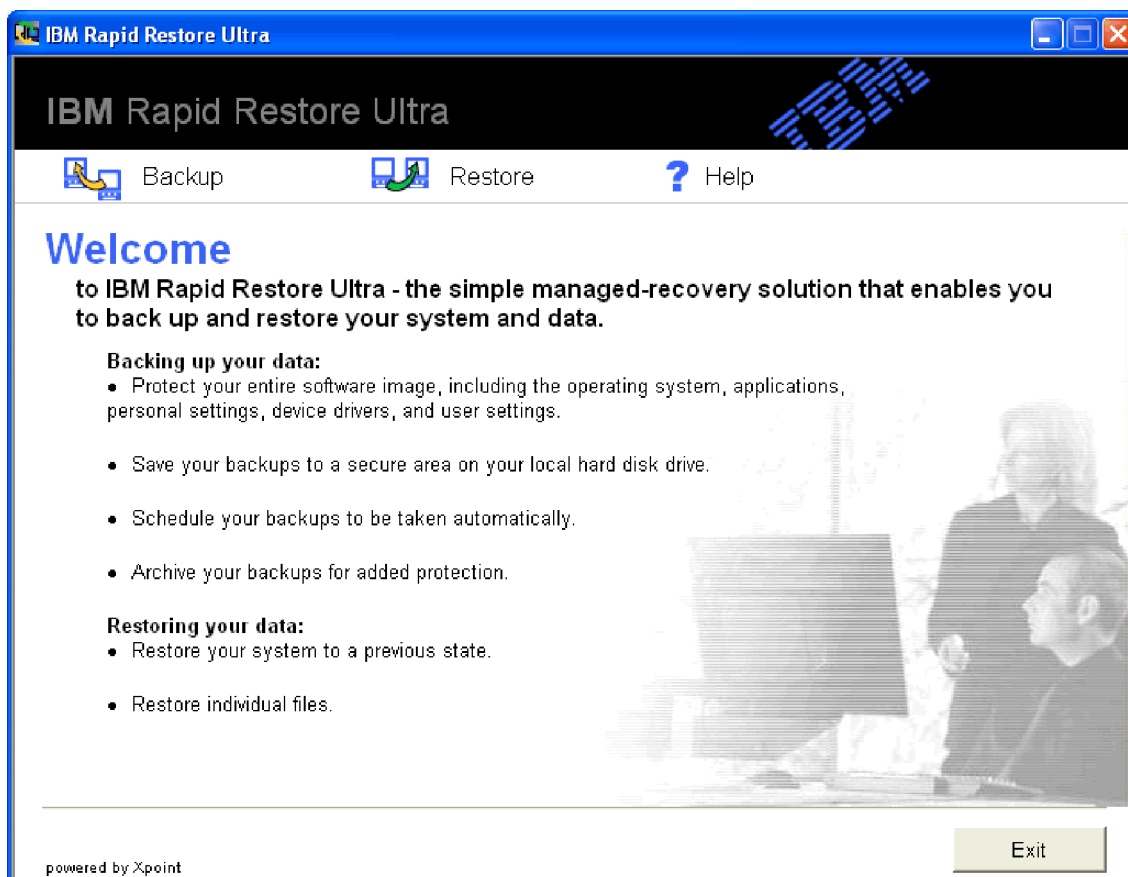 IBM Rapid Restore Ultra
IBM Rapid Restore Ultra
IBM
Backup
Restore
? Help
Welcome
to IBM Rapid Restore Ultra - the simple managed-recovery solution that enables you
to back up and restore your system and data.
Backing up your data:
● Protect your entire software image, including the operating system, applications,
personal settings, device drivers, and user settings.
● Save your backups to a secure area on your local hard disk drive.
● Schedule your backups to be taken automatically.
● Archive your backups for added protection.
Restoring your data:
● Restore your system to a previous state.
● Restore individual files.
Exit
powered by Xpoint